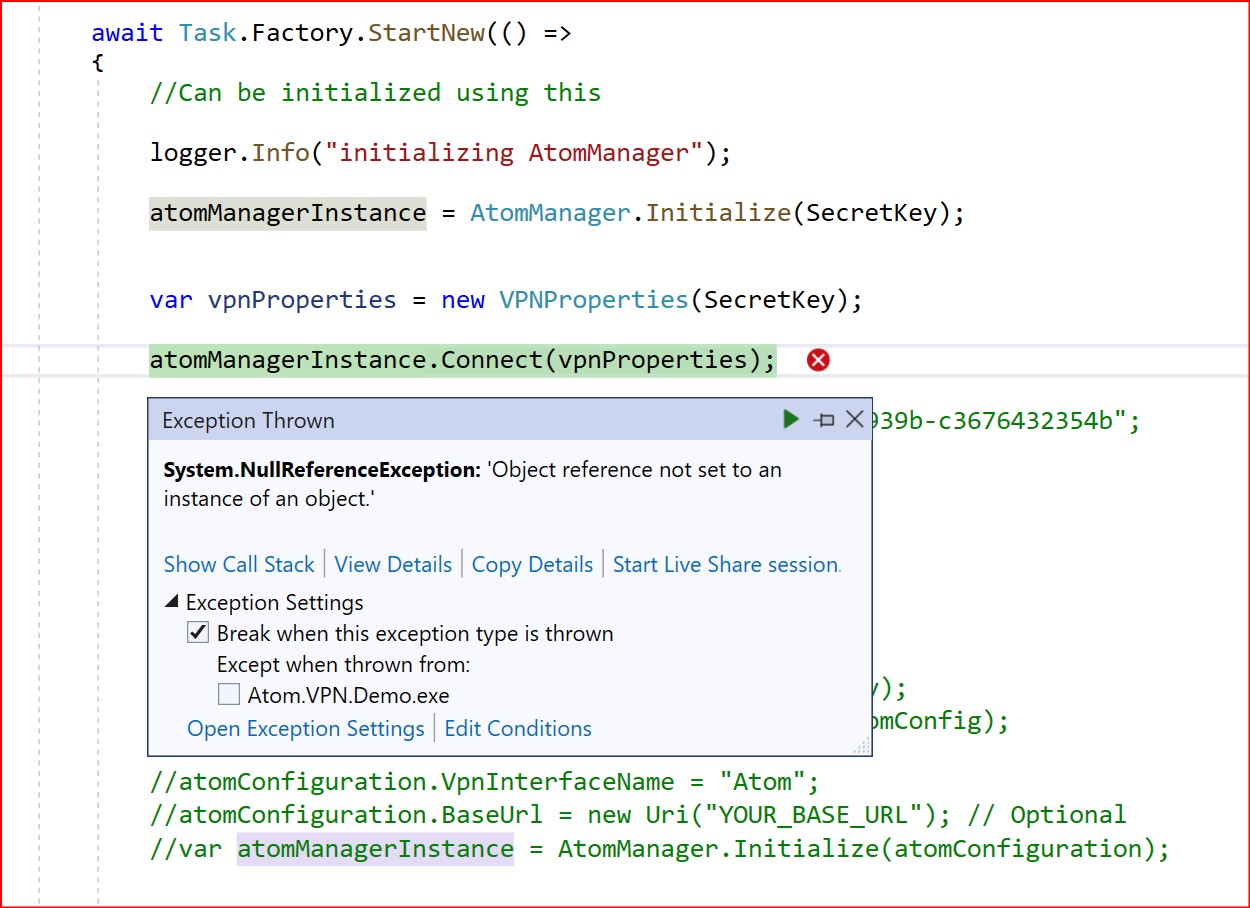 await Task.Factory.StartNew(() =>
{
//Can be initialized using this
logger.Info("initializing AtomManager");
atomManagerInstance = AtomManager.Initialize(SecretKey);
var vpnProperties = new VPNProperties(SecretKey);
atomManagerInstance.Connect(vpnProperties);
Exception Thrown
939b-c3676432354b";
System.NullReferenceException: 'Object reference not set to an
instance of an object.'
Show Call Stack | View Details | Copy Details | Start Live Share session.
Exception Settings
Break when this exception type is thrown
Except when thrown from:
);
Atom.VPN.Demo.exe
omConfig);
Open Exception Settings | Edit Conditions
//atomConfiguration.VpnInterfaceName = "Atom";
//atomConfiguration.BaseUrl = new Uri("YOUR_BASE_URL"); // Optional
//var atomManagerInstance = AtomManager.Initialize(atomConfiguration);